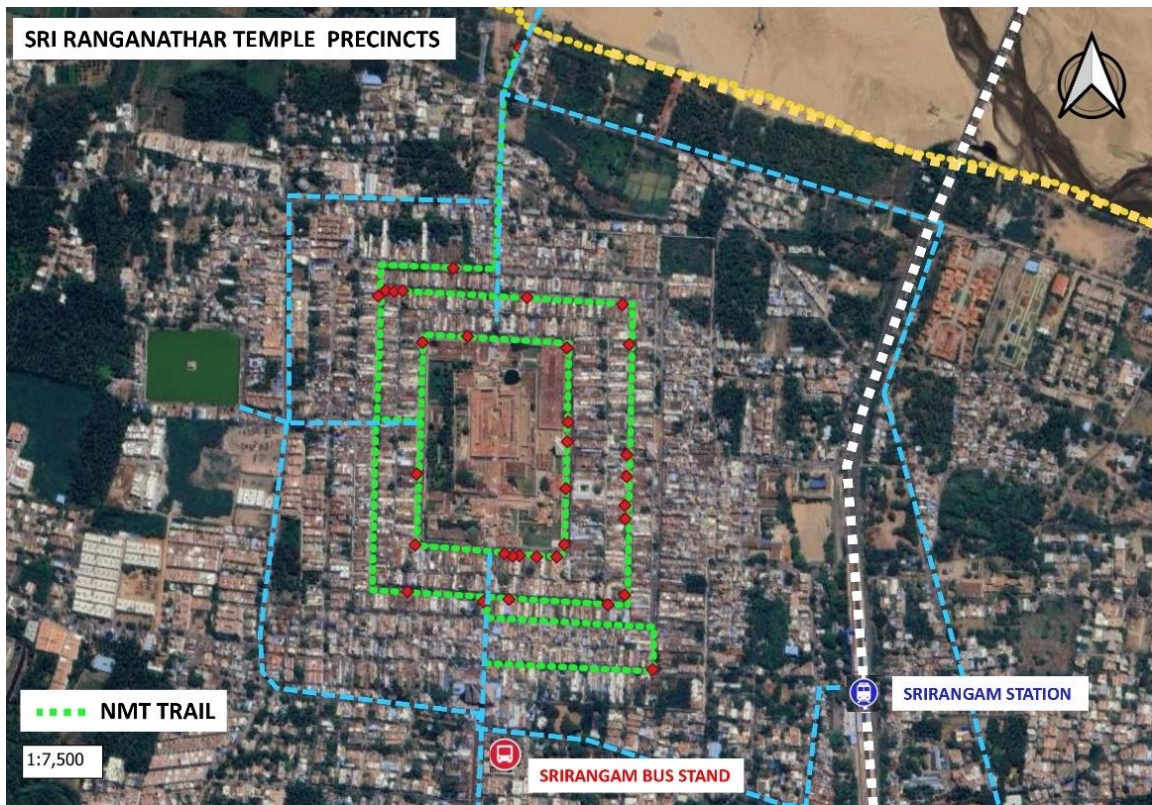 SRI RANGANATHAR TEMPLE PRECINCTS
NMT TRAIL
1:7,500
SRIRANGAM STATION
SRIRANGAM BUS STAND